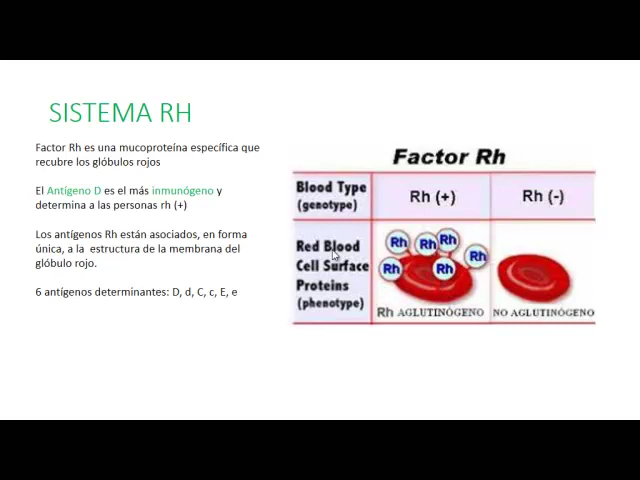 SISTEMA RH
Factor Rh es una mucoproteína específica que
recubre los glóbulos rojos
El Antígeno D es el más inmunógeno y
determina a las personas rh (+)
Los antígenos Rh están asociados, en forma
única, a la estructura de la membrana del
glóbulo rojo.
6 antígenos determinantes: D, d, C, c, E, e
Factor Rh
Blood Type
(genotype)
Rh (+)
Rh (-)
Red Blood
Cell Surface
Proteins
(phenotype)
Rh
Rh
Rh
Rh
Rh
Rh
Rh AGLUTINÓGENO
NO AGLUTINÓGENO